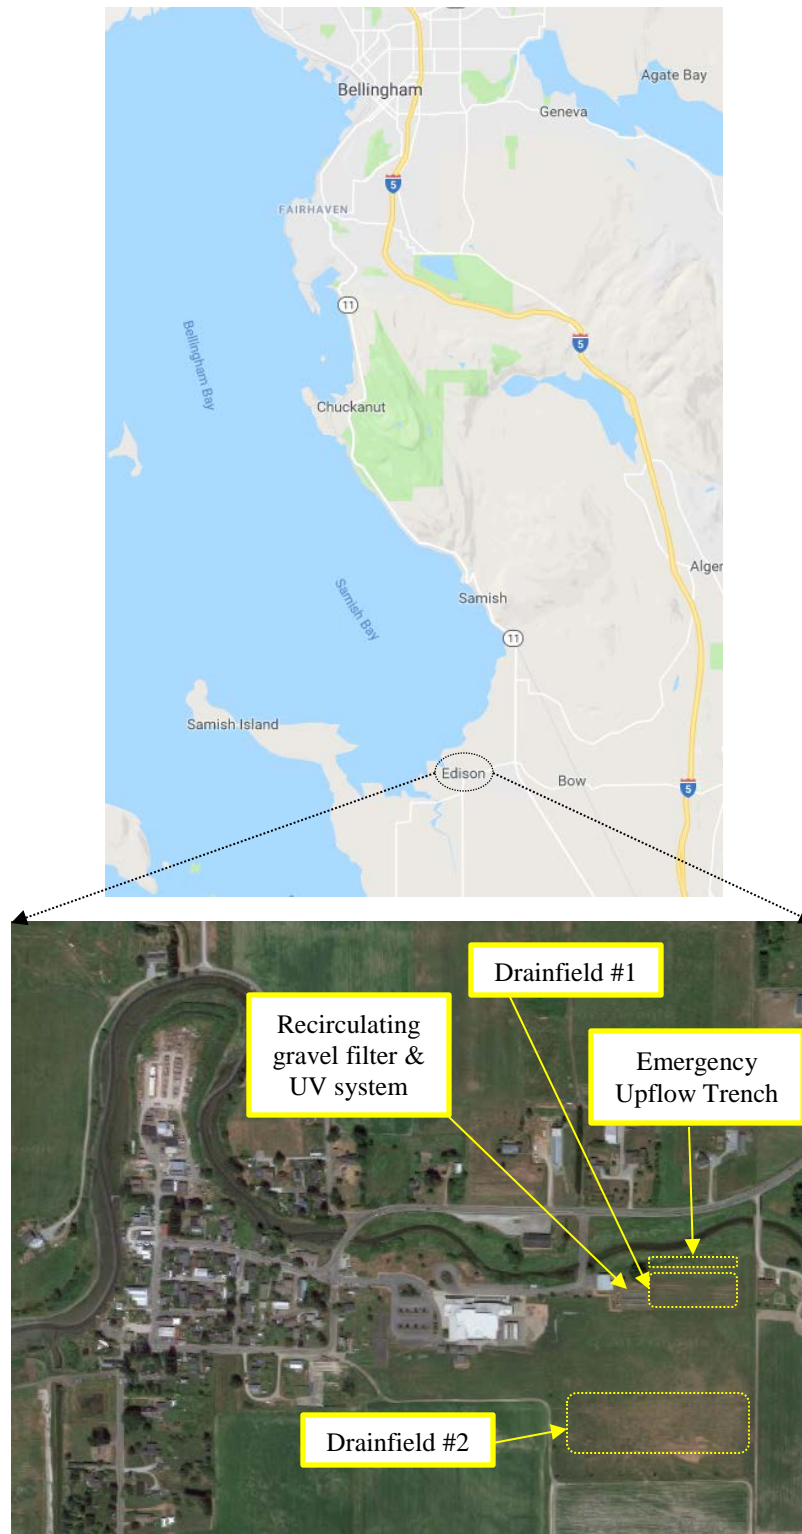 Bellingham
Agate Bay
Geneva
5
FAIRHAVEN
11
Bellingham Bay
5
Chuckanut
Alger
Samish Bay
Samish
11
Samish Island
Edison
Bow
5
Drainfield #1
Recirculating
gravel filter &
UV system
Emergency
Upflow Trench
Drainfield #2